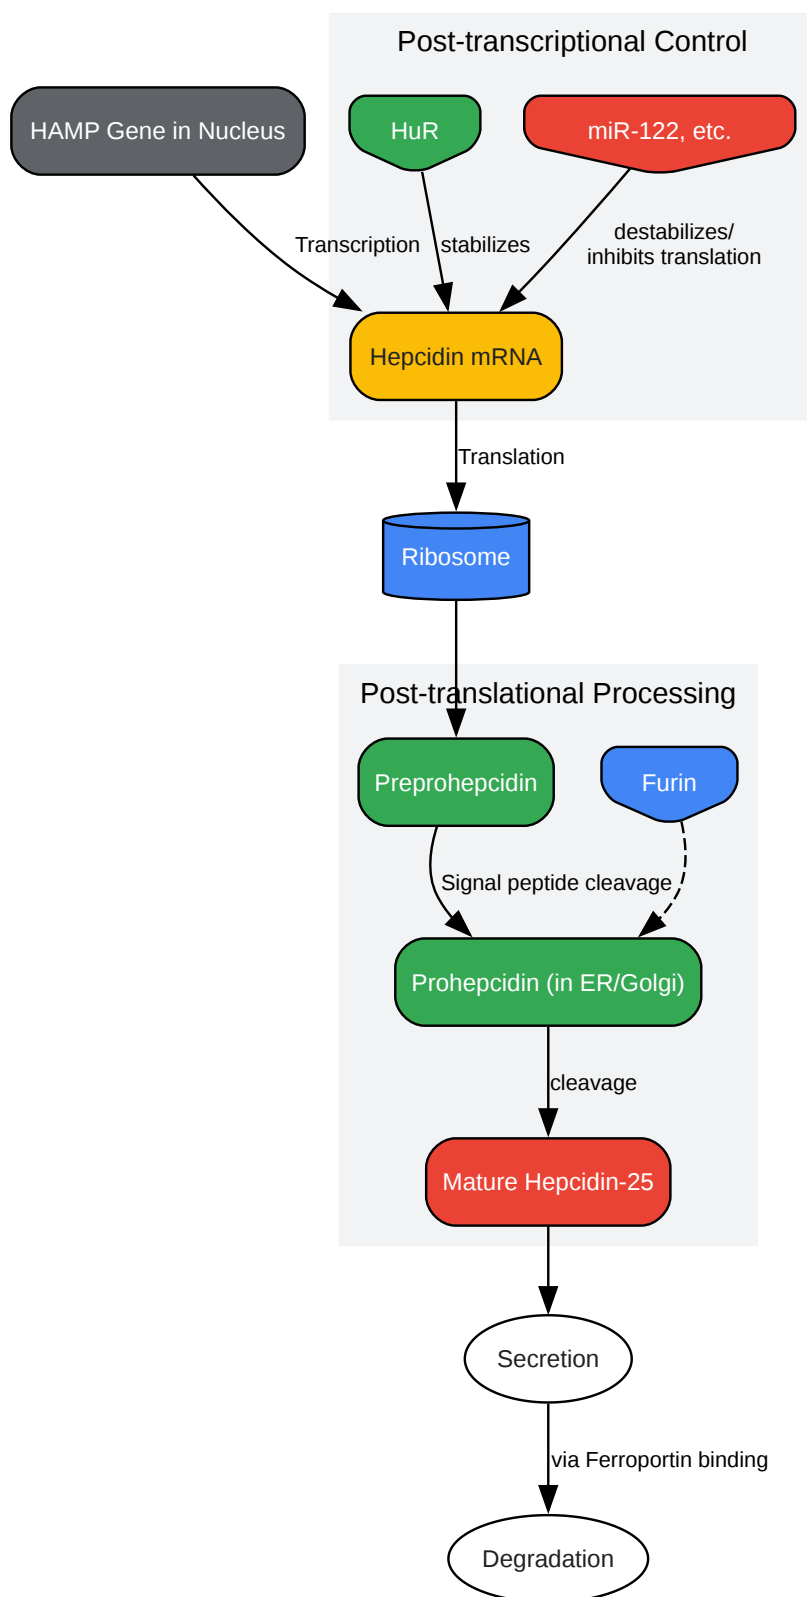 Post-transcriptional Control
HAMP Gene in Nucleus
HuR
miR-122, etc.
Transcription
stabilizes
destabilizes/
inhibits translation
Hepcidin mRNA
Translation
Ribosome
Post-translational Processing
Preprohepcidin
Furin
Signal peptide cleavage
Prohepcidin (in ER/Golgi)
cleavage
Mature Hepcidin-25
Secretion
via Ferroportin binding
Degradation